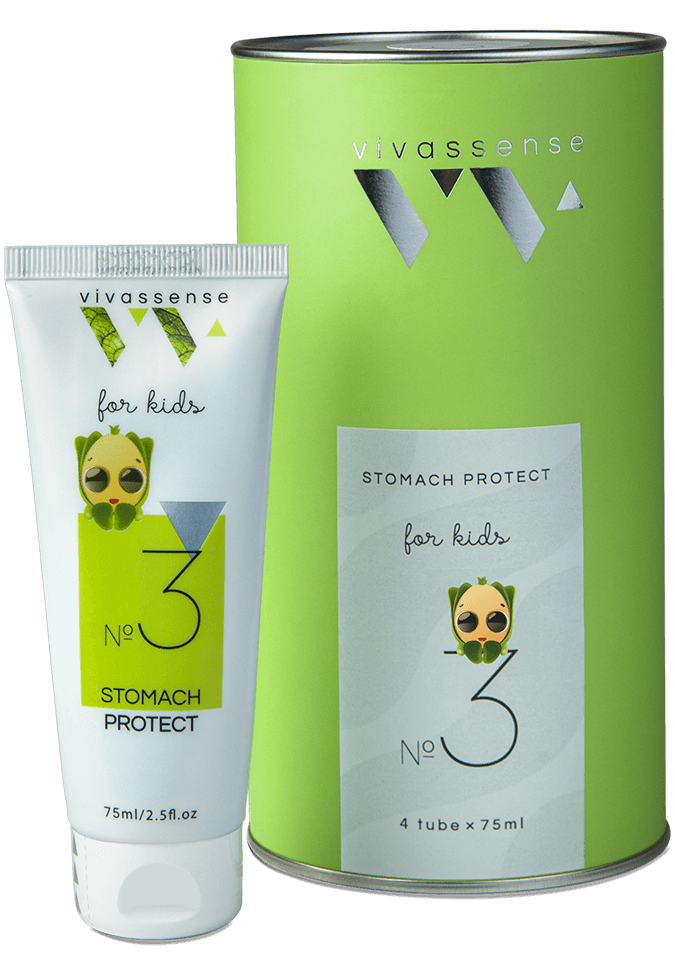 vivassense
for kids
No 3
STOMACH
PROTECT
75ml/2.5fl.oz
vivassense
STOMACH PROTECT
for kids
No 3
4 tube × 75ml